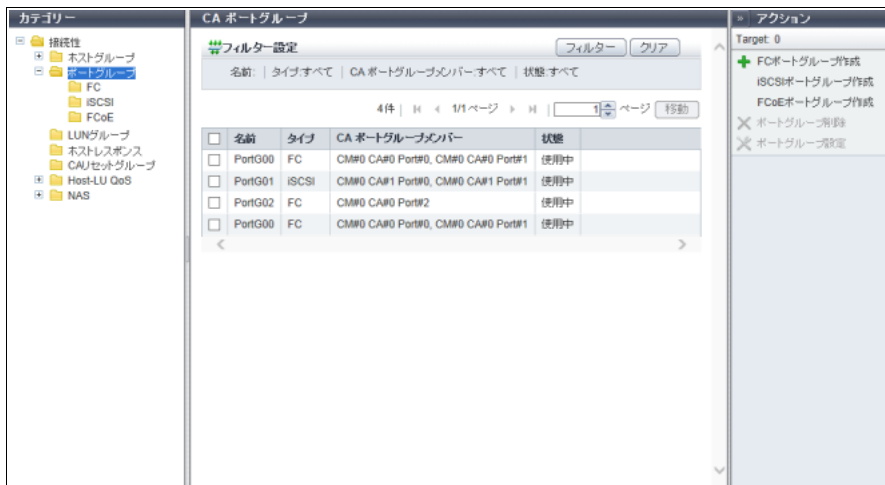 カテゴリー
接続性
ホストグループ
ポートグループ
FC
iSCSI
FCoE
LUNグループ
ホストレスポンス
CAリセットグループ
Host-LU QoS
NAS
CA ポートグループ
フィルター設定
フィルター クリア
名前: | タイプ:すべて | CA ポートグループメンバー:すべて | 状態:すべて
4件 | 1/1 ページ | 1 ページ 移動
名前 タイプ CA ポートグループメンバー 状態
PortG00 FC CM#0 CA#0 Port#0, CM#0 CA#0 Port#1 使用中
PortG01 iSCSI CM#0 CA#1 Port#0, CM#0 CA#1 Port#1 使用中
PortG02 FC CM#0 CA#0 Port#2 使用中
PortG00 FC CM#0 CA#0 Port#0, CM#0 CA#0 Port#1 使用中
» アクション
Target: 0
FCポートグループ作成
iSCSIポートグループ作成
FCoEポートグループ作成
ポートグループ削除
ポートグループ設定